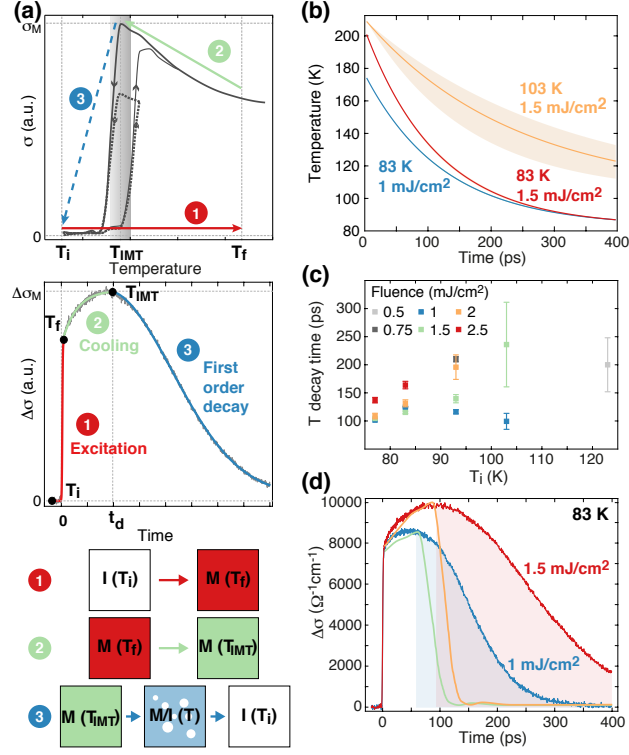 (a)
σM
σ (a.u.)
0
2
3
1
Ti
TIMT
Tf
Temperature
ΔσM
Δσ (a.u.)
0
TIMT
Tf
2
Cooling
3
First
order
decay
1
Excitation
Ti
0
td
Time
1
I (Ti)
M (Tf)
2
M (Tf)
M (TIMT)
3
M (TIMT)
M/I (T)
I (Ti)
(b)
Temperature (K)
200
180
160
140
120
100
80
103 K
1.5 mJ/cm2
83 K
1 mJ/cm2
83 K
1.5 mJ/cm2
0
100
200
300
400
Time (ps)
(c)
T decay time (ps)
300
250
200
150
100
Fluence (mJ/cm2)
0.5
1
2
0.75
1.5
2.5
80
90
100
110
120
130
Ti (K)
(d)
Δσ (Ω-1cm-1)
10000
8000
6000
4000
2000
0
83 K
1.5 mJ/cm2
1 mJ/cm2
0
100
200
300
400
Time (ps)